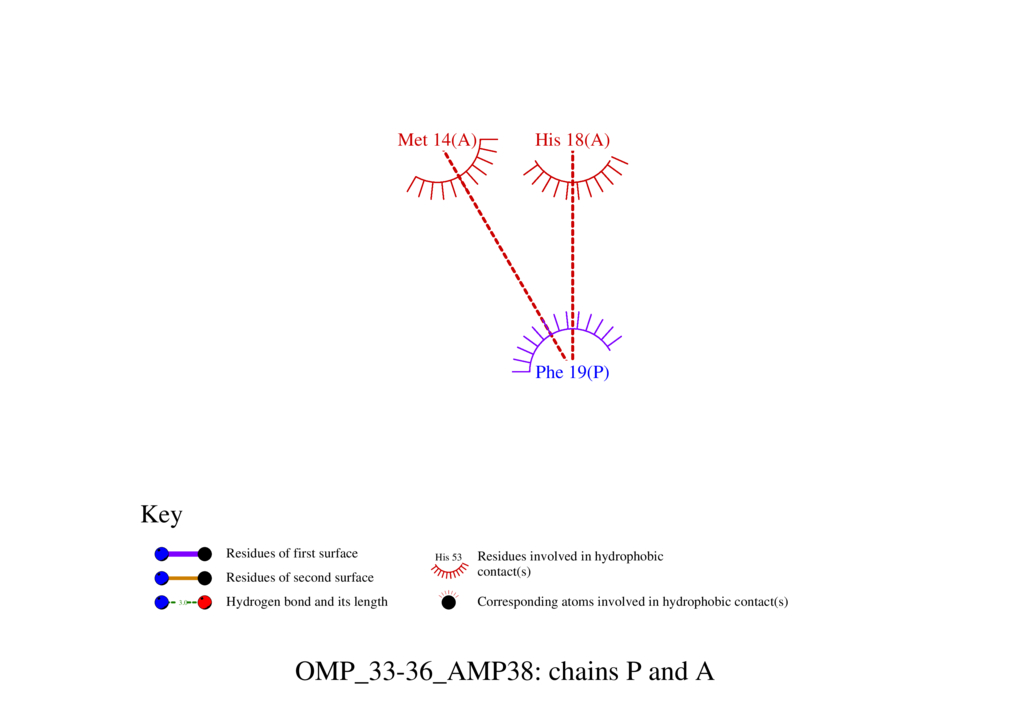 Met 14(A)
His 18(A)
Phe 19(P)
Key
Residues of first surface
Residues of second surface
3.0
Hydrogen bond and its length
His 53
Residues involved in hydrophobic
contact(s)
Corresponding atoms involved in hydrophobic contact(s)
OMP_33-36_AMP38: chains P and A